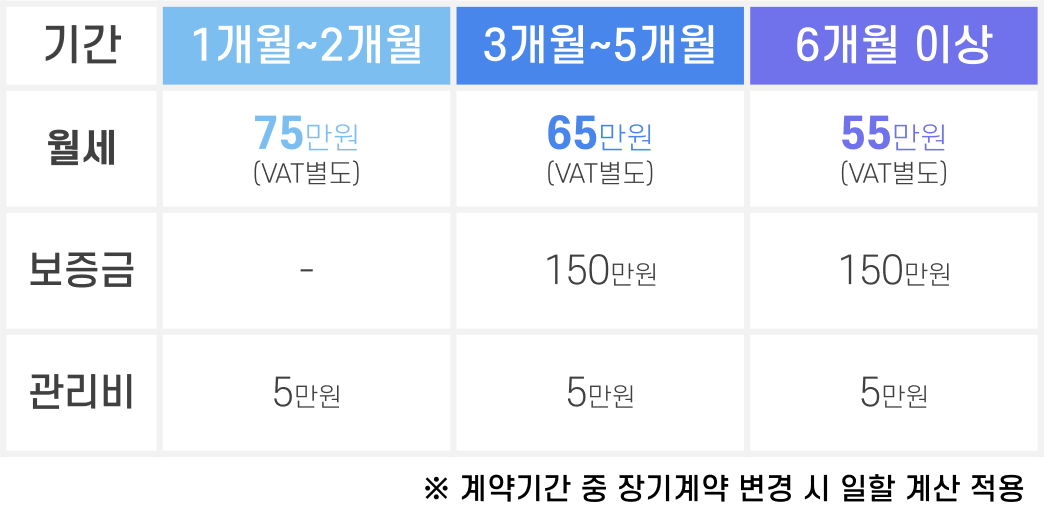 기간 1개월~2개월 3개월~5개월 6개월 이상
월세 75만원 65만원 55만원
(VAT별도) (VAT별도) (VAT별도)
보증금 - 150만원 150만원
관리비 5만원 5만원 5만원
※ 계약기간 중 장기계약 변경 시 일할 계산 적용